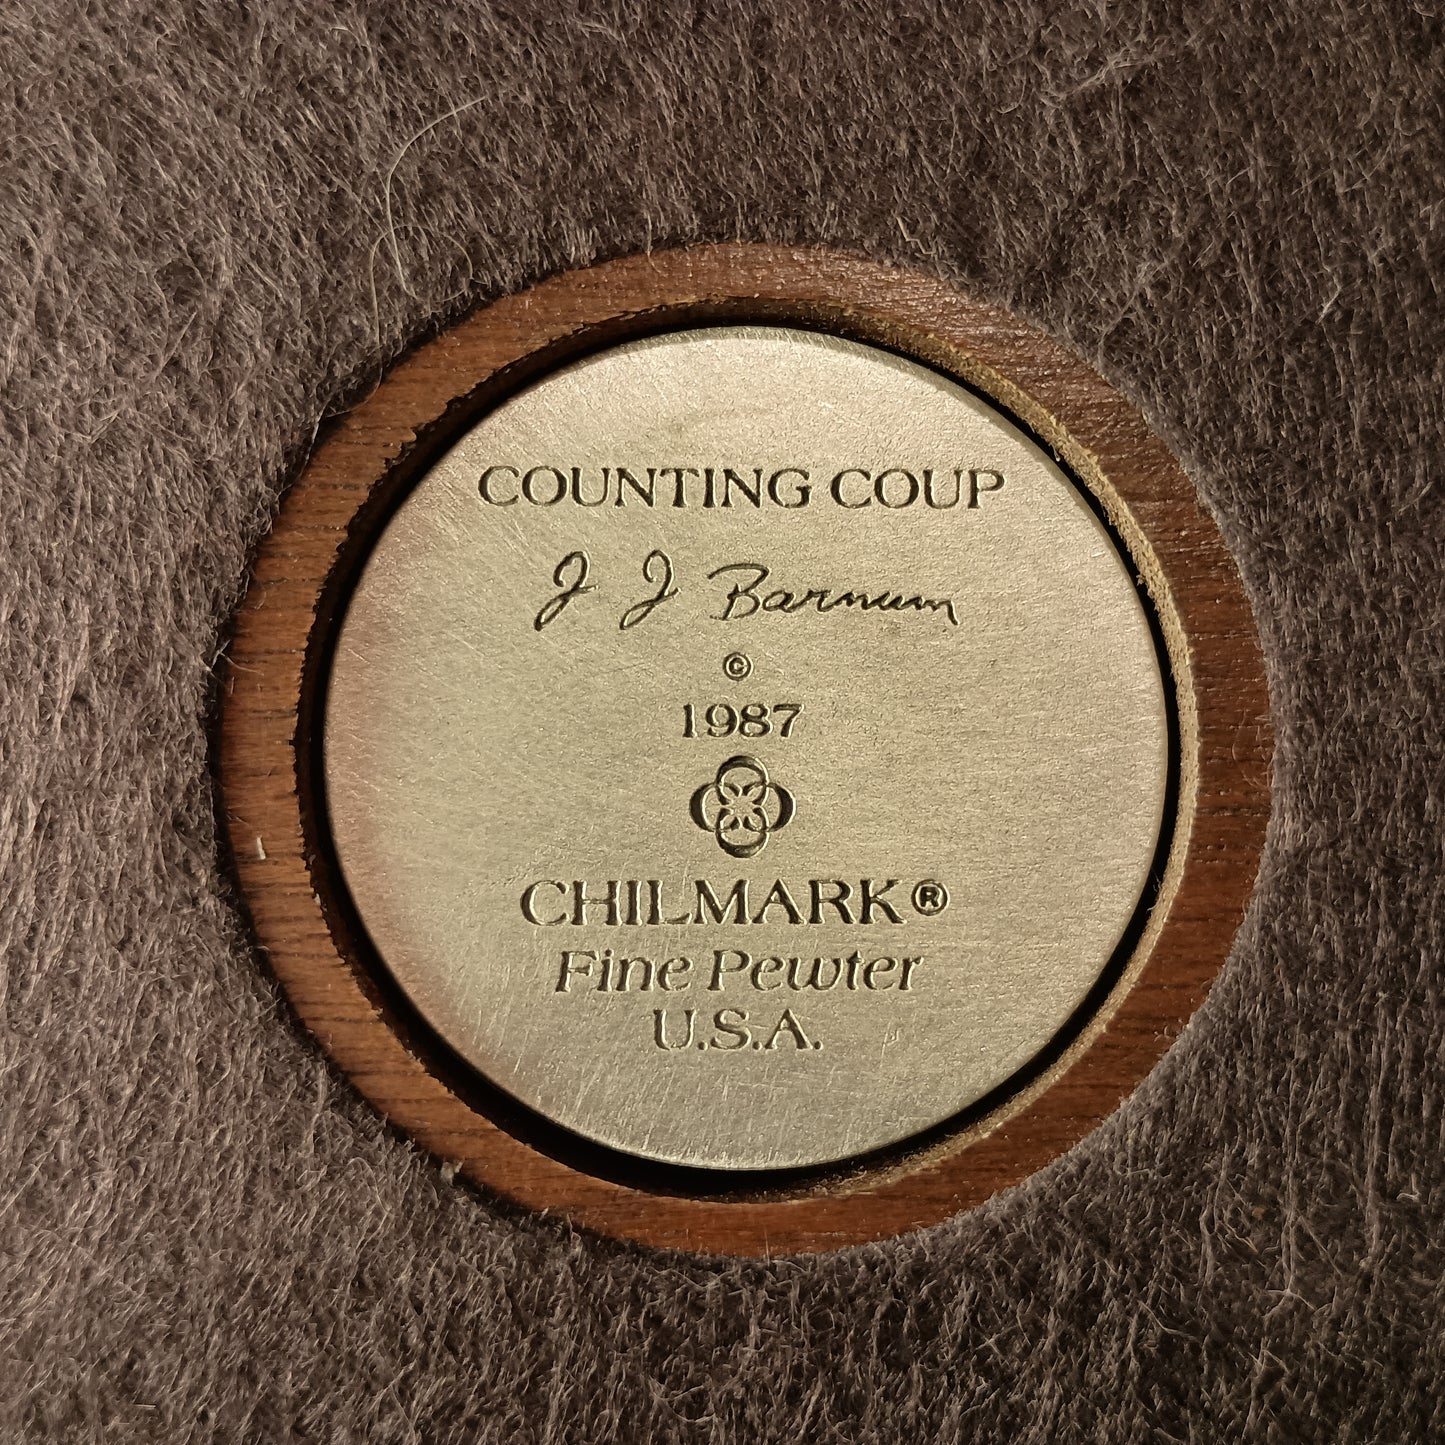 COUNTING COUP
J J Barnum
©
1987
CHILMARK®
Fine Pewter
U.S.A.